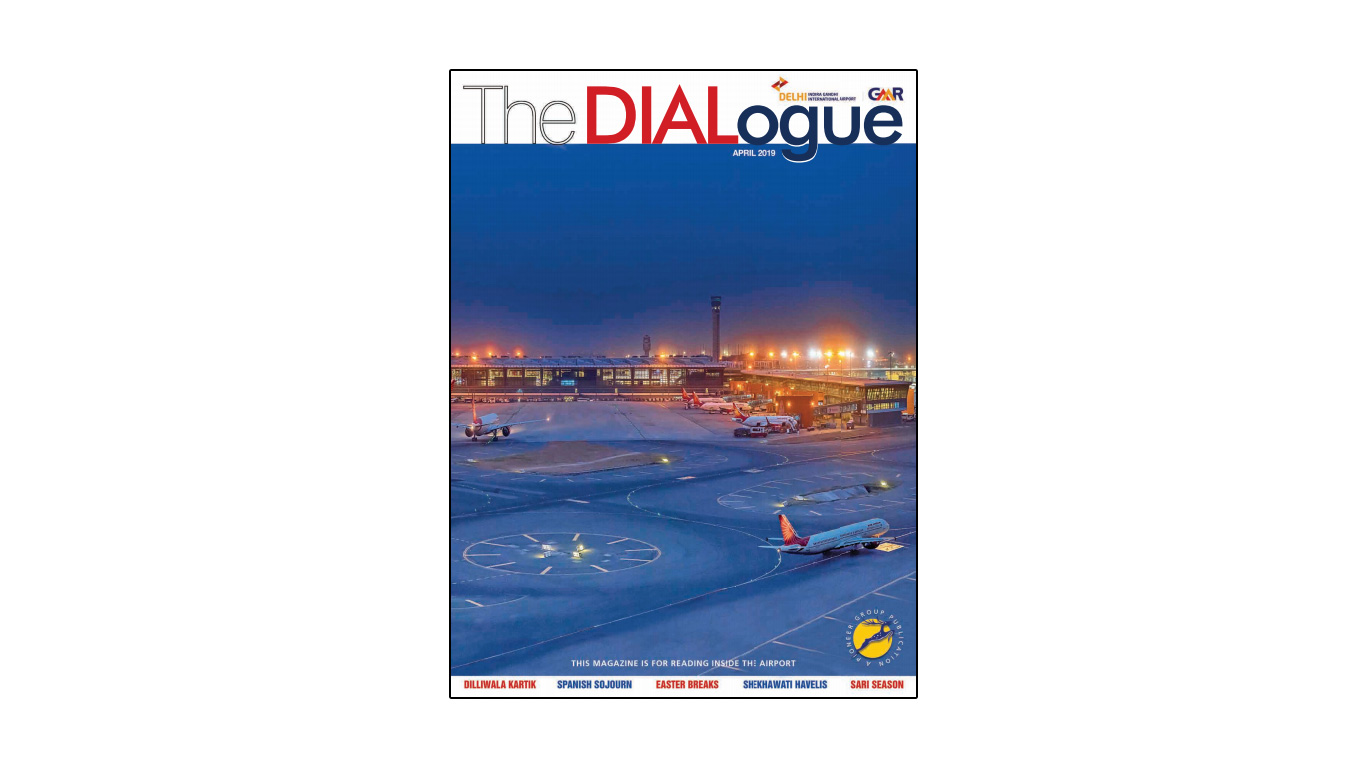 The DIALogue
DELHI INDIRA GANDHI
INTERNATIONAL AIRPORT
GMR
APRIL 2019
A PIONEER GROUP PUBLICATION
THIS MAGAZINE IS FOR READING INSIDE THE AIRPORT
DILLIWALA KARTIK SPANISH SOJOURN EASTER BREAKS SHEKHAWATI HAVELIS SARI SEASON